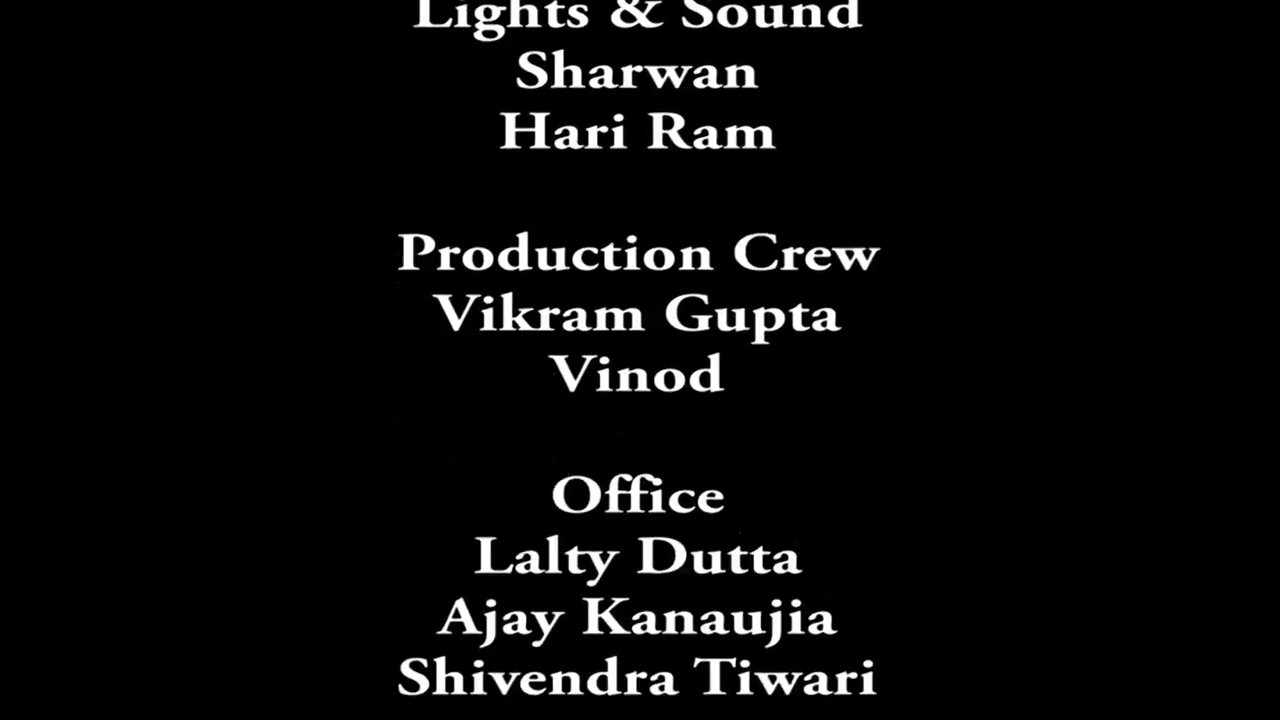 Lights & Sound
Sharwan
Hari Ram
Production Crew
Vikram Gupta
Vinod
Office
Lalty Dutta
Ajay Kanaujia
Shivendra Tiwari